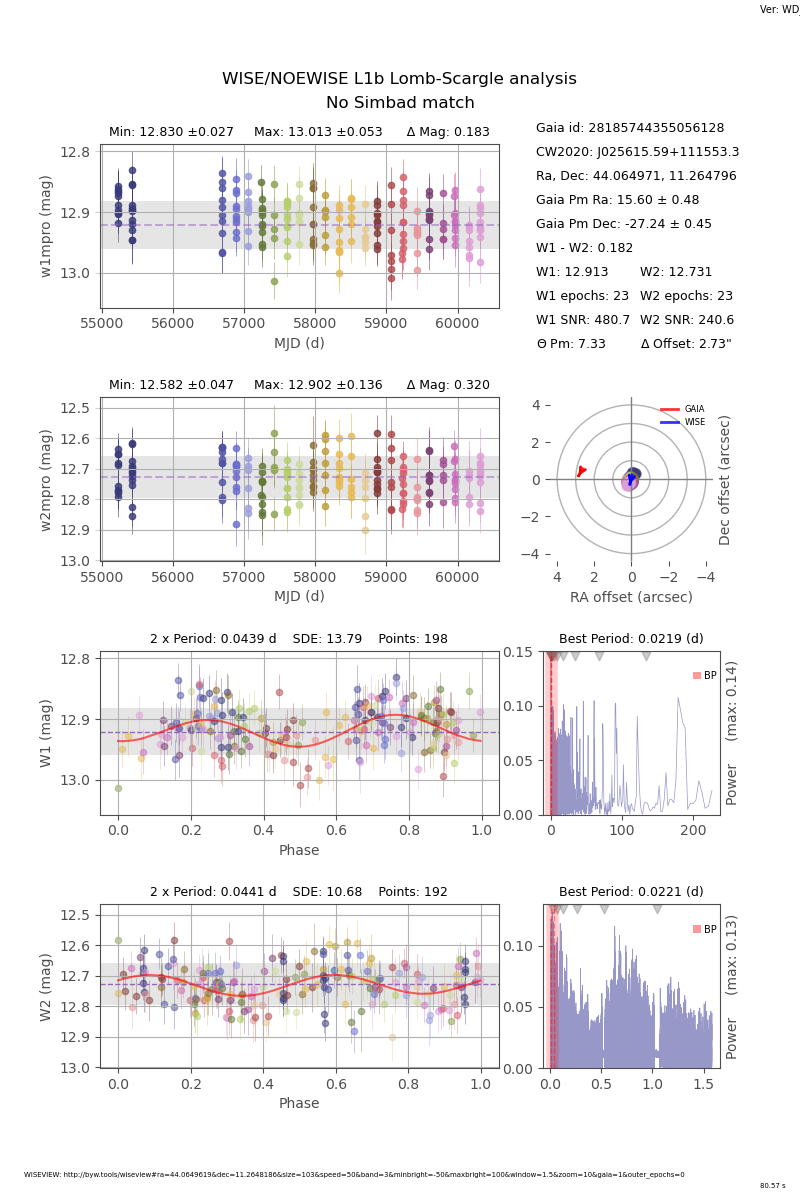 Ver: WD_
WISE/NOEWISE L1b Lomb-Scargle analysis
No Simbad match
Min: 12.830 ±0.027 Max: 13.013 ±0.053 Δ Mag: 0.183
12.8
12.9
13.0
w1mpro (mag)
55000 56000 57000 58000 59000 60000
MJD (d)
Gaia id: 28185744355056128
CW2020: J025615.59+111553.3
Ra, Dec: 44.064971, 11.264796
Gaia Pm Ra: 15.60 ± 0.48
Gaia Pm Dec: -27.24 ± 0.45
W1 - W2: 0.182
W1: 12.913 W2: 12.731
W1 epochs: 23 W2 epochs: 23
W1 SNR: 480.7 W2 SNR: 240.6
Θ Pm: 7.33 Δ Offset: 2.73"
Min: 12.582 ±0.047 Max: 12.902 ±0.136 Δ Mag: 0.320
12.5
12.6
12.7
12.8
12.9
13.0
w2mpro (mag)
55000 56000 57000 58000 59000 60000
MJD (d)
GAIA
WISE
4
2
0
−2
−4
4 2 0 −2 −4
RA offset (arcsec)
Dec offset (arcsec)
2 x Period: 0.0439 d SDE: 13.79 Points: 198
12.8
12.9
13.0
W1 (mag)
0.0 0.2 0.4 0.6 0.8 1.0
Phase
Best Period: 0.0219 (d)
BP
0.15
0.10
0.05
0.00
0 100 200
Power (max: 0.14)
2 x Period: 0.0441 d SDE: 10.68 Points: 192
12.5
12.6
12.7
12.8
12.9
13.0
W2 (mag)
0.0 0.2 0.4 0.6 0.8 1.0
Phase
Best Period: 0.0221 (d)
BP
0.10
0.05
0.00
0.0 0.5 1.0 1.5
Power (max: 0.13)
WISEVIEW: http://byw.tools/wiseview#ra=44.0649619&dec=11.2648186&size=103&speed=50&band=3&minbright=-50&maxbright=100&window=1.5&zoom=10&gaia=1&outer_epochs=0
80.57 s